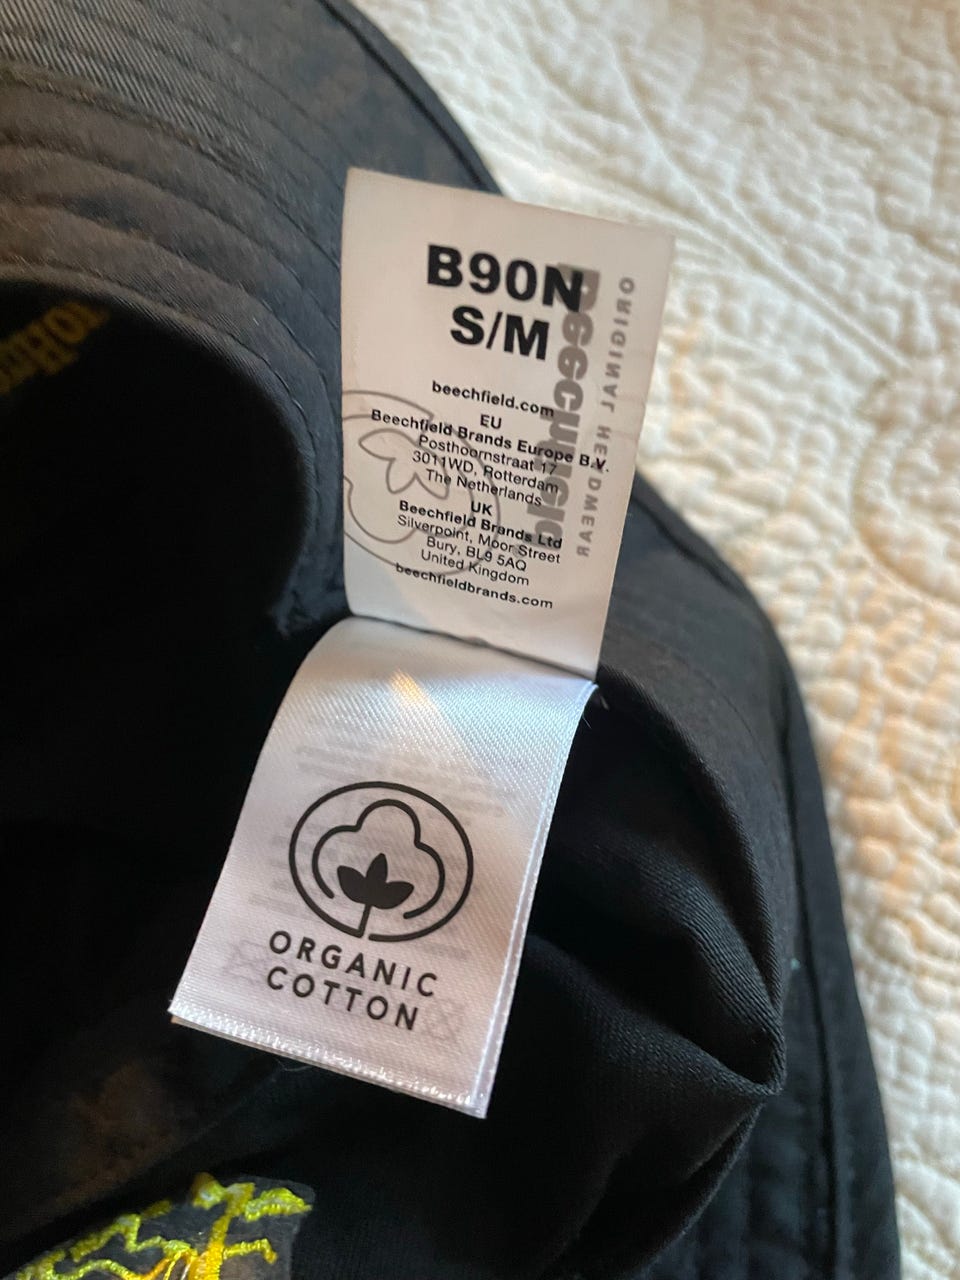 B90N
S/M
beechfield.com
EU
Beechfield Brands Europe B.V.
Posthoornstraat 17
3011WD, Rotterdam
The Netherlands
UK
Beechfield Brands Ltd
Silverpoint, Moor Street
Bury, BL9 5AQ
United Kingdom
beechfieldbrands.com
Beechfield
ORIGINAL HEADWEAR
ORGANIC
COTTON